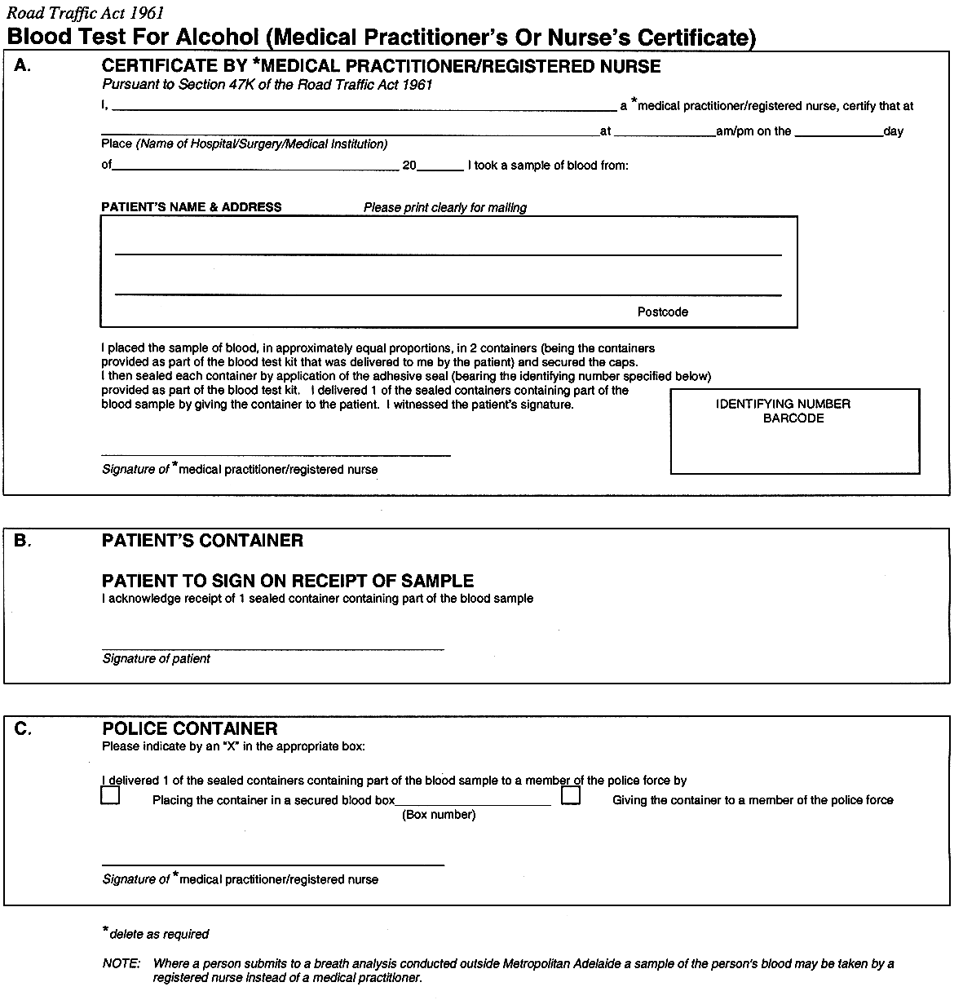 Road Traffic Act 1961
Blood Test For Alcohol (Medical Practitioner's Or Nurse's Certificate)
A. CERTIFICATE BY *MEDICAL PRACTITIONER/REGISTERED NURSE
Pursuant to Section 47K of the Road Traffic Act 1961
I, ______ a *medical practitioner/registered nurse, certify that at
______ at ______ am/pm on the ______ day
Place (Name of Hospital/Surgery/Medical Institution)
of ______ 20____ I took a sample of blood from:
PATIENT'S NAME & ADDRESS Please print clearly for mailing
Postcode
I placed the sample of blood, in approximately equal proportions, in 2 containers (being the containers
provided as part of the blood test kit that was delivered to me by the patient) and secured the caps.
I then sealed each container by application of the adhesive seal (bearing the identifying number specified below)
provided as part of the blood test kit. I delivered 1 of the sealed containers containing part of the
blood sample by giving the container to the patient. I witnessed the patient's signature.
IDENTIFYING NUMBER
BARCODE
Signature of *medical practitioner/registered nurse
B. PATIENT'S CONTAINER
PATIENT TO SIGN ON RECEIPT OF SAMPLE
I acknowledge receipt of 1 sealed container containing part of the blood sample
Signature of patient
C. POLICE CONTAINER
Please indicate by an "X" in the appropriate box:
I delivered 1 of the sealed containers containing part of the blood sample to a member of the police force by
Placing the container in a secured blood box ______ Giving the container to a member of the police force
(Box number)
Signature of *medical practitioner/registered nurse
*delete as required
NOTE: Where a person submits to a breath analysis conducted outside Metropolitan Adelaide a sample of the person's blood may be taken by a
registered nurse instead of a medical practitioner.